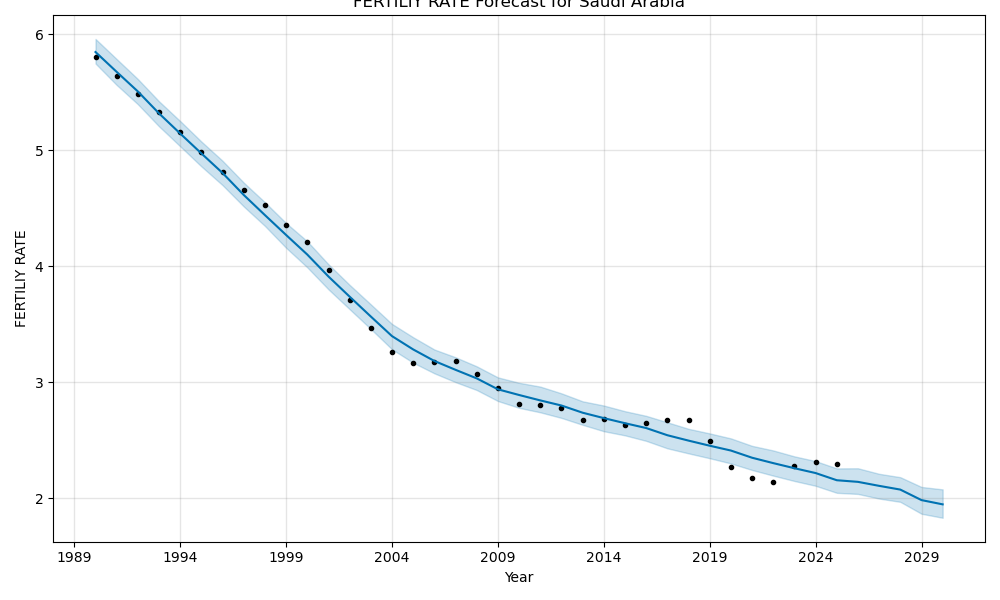 FERTILIY RATE Forecast for Saudi Arabia
6
5
4
3
2
FERTILIY RATE
1989 1994 1999 2004 2009 2014 2019 2024 2029
Year